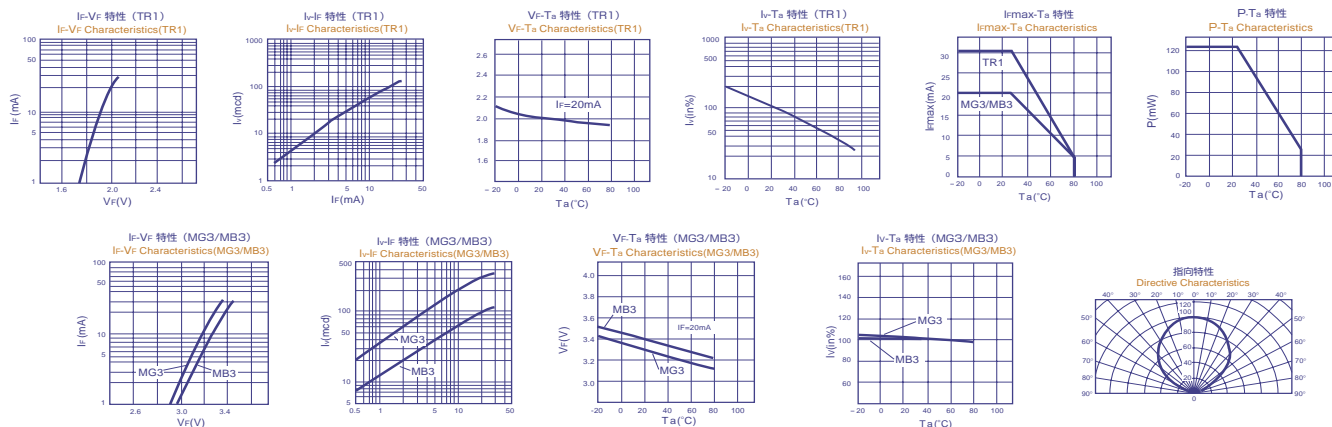 IF-VF 特性（TR1）
IF-VF Characteristics(TR1)
100
50
10
5
1
IF (mA)
1.6 2.0 2.4
VF(V)
IV-IF 特性（TR1）
IV-IF Characteristics(TR1)
1000
100
10
1
IV(mcd)
0.5 1 5 10 50
IF(mA)
VF-Ta 特性（TR1）
VF-Ta Characteristics(TR1)
2.6
2.4
2.2
2.0
1.8
1.6
VF(V)
IF=20mA
－20 0 20 40 60 80 100
Ta(°C)
IV-Ta 特性（TR1）
IV-Ta Characteristics(TR1)
1000
500
100
50
10
IV(in%)
－20 0 20 40 60 80 100
Ta(°C)
IFmax-Ta 特性
IFmax-Ta Characteristics
30
25
20
15
10
5
0
IFmax(mA)
TR1
MG3/MB3
－20 0 20 40 60 80 100
Ta(°C)
P-Ta 特性
P-Ta Characteristics
120
100
80
60
40
20
0
P(mW)
－20 0 20 40 60 80 100
Ta(°C)
IF-VF 特性（MG3/MB3）
IF-VF Characteristics(MG3/MB3)
100
50
10
5
1
IF (mA)
MG3 MB3
2.6 3.0 3.4
VF(V)
IV-IF 特性（MG3/MB3）
IV-IF Characteristics(MG3/MB3)
500
100
50
10
5
IV(mcd)
MG3
MB3
0.5 1 5 10 50
IF(mA)
VF-Ta 特性（MG3/MB3）
VF-Ta Characteristics(MG3/MB3)
4.0
3.8
3.6
3.4
3.2
3.0
VF(V)
MB3
IF=20mA
MG3
－20 0 20 40 60 80 100
Ta(°C)
IV-Ta 特性（MG3/MB3）
IV-Ta Characteristics(MG3/MB3)
160
140
120
100
80
60
IV(in%)
MG3
MB3
－20 0 20 40 60 80 100
Ta(°C)
指向特性
Directive Characteristics
40° 30° 20° 10° 0° 10° 20° 30° 40°
120
50° 100 50°
80
60° 60 60°
70° 40 70°
80° 20 80°
90° 0 90°